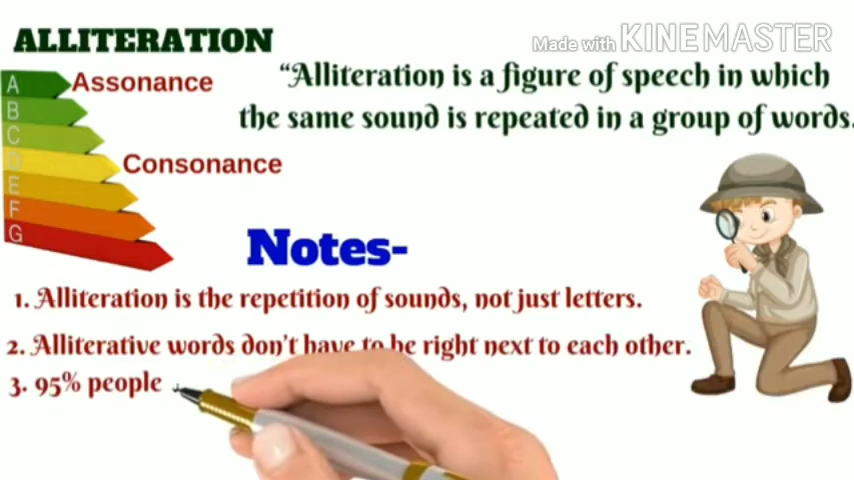 ALLITERATION
Made with KINEMASTER
A
Assonance
B
C
D
E
F
G
Consonance
“Alliteration is a figure of speech in which
the same sound is repeated in a group of words.
Notes-
1. Alliteration is the repetition of sounds, not just letters.
2. Alliterative words don't have to be right next to each other.
3. 95% people